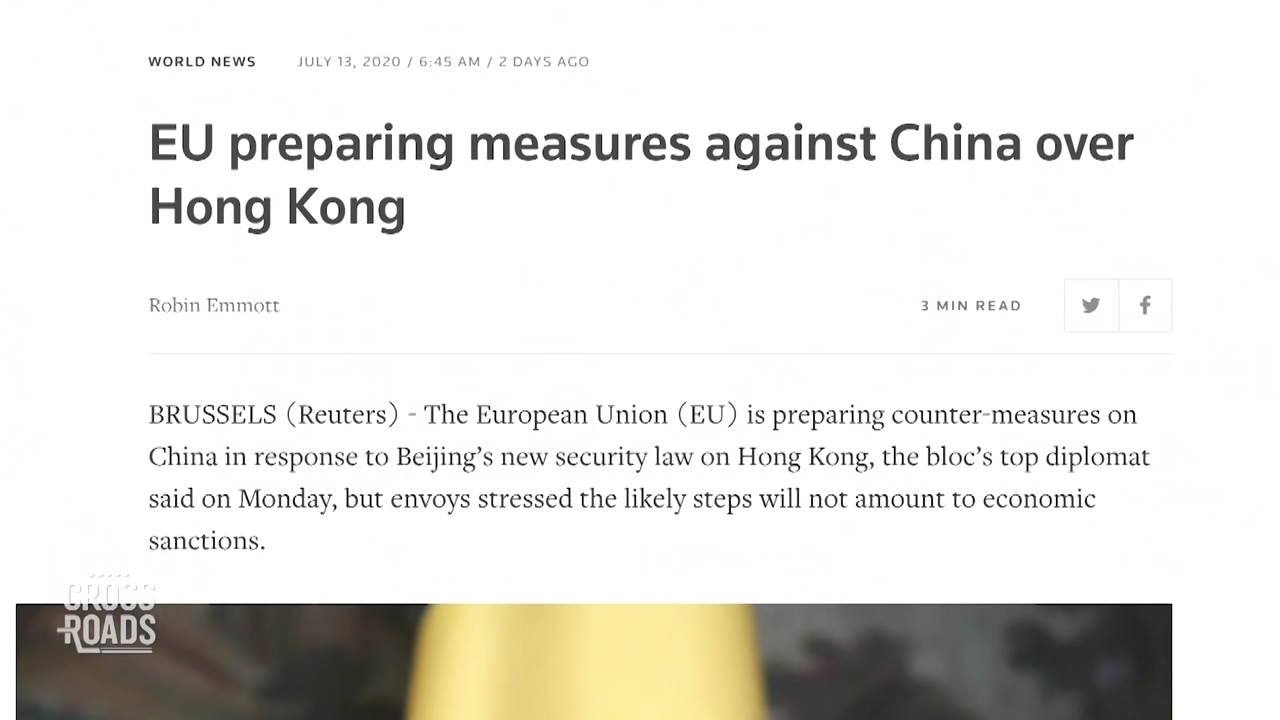 WORLD NEWS JULY 13, 2020 / 6:45 AM / 2 DAYS AGO
EU preparing measures against China over
Hong Kong
Robin Emmott 3 MIN READ
BRUSSELS (Reuters) - The European Union (EU) is preparing counter-measures on
China in response to Beijing’s new security law on Hong Kong, the bloc’s top diplomat
said on Monday, but envoys stressed the likely steps will not amount to economic
sanctions.
CROSS
ROADS